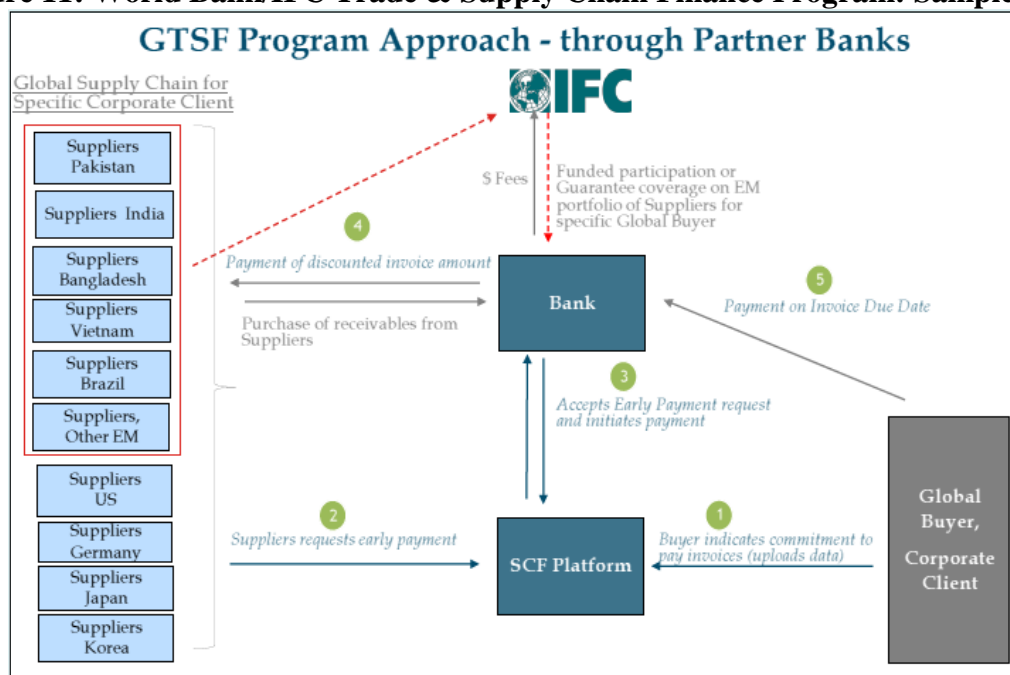 GTSF Program Approach - through Partner Banks
Global Supply Chain for
Specific Corporate Client
IFC
Suppliers
Pakistan
Suppliers India
Suppliers
Bangladesh
Suppliers
Vietnam
Suppliers
Brazil
Suppliers,
Other EM
Suppliers
US
Suppliers
Germany
Suppliers
Japan
Suppliers
Korea
$ Fees
Funded participation or
Guarantee coverage on EM
portfolio of Suppliers for
specific Global Buyer
4
Payment of discounted invoice amount
Purchase of receivables from
Suppliers
Bank
5
Payment on Invoice Due Date
3
Accepts Early Payment request
and initiates payment
2
Suppliers requests early payment
SCF Platform
1
Buyer indicates commitment to
pay invoices (uploads data)
Global
Buyer,
Corporate
Client